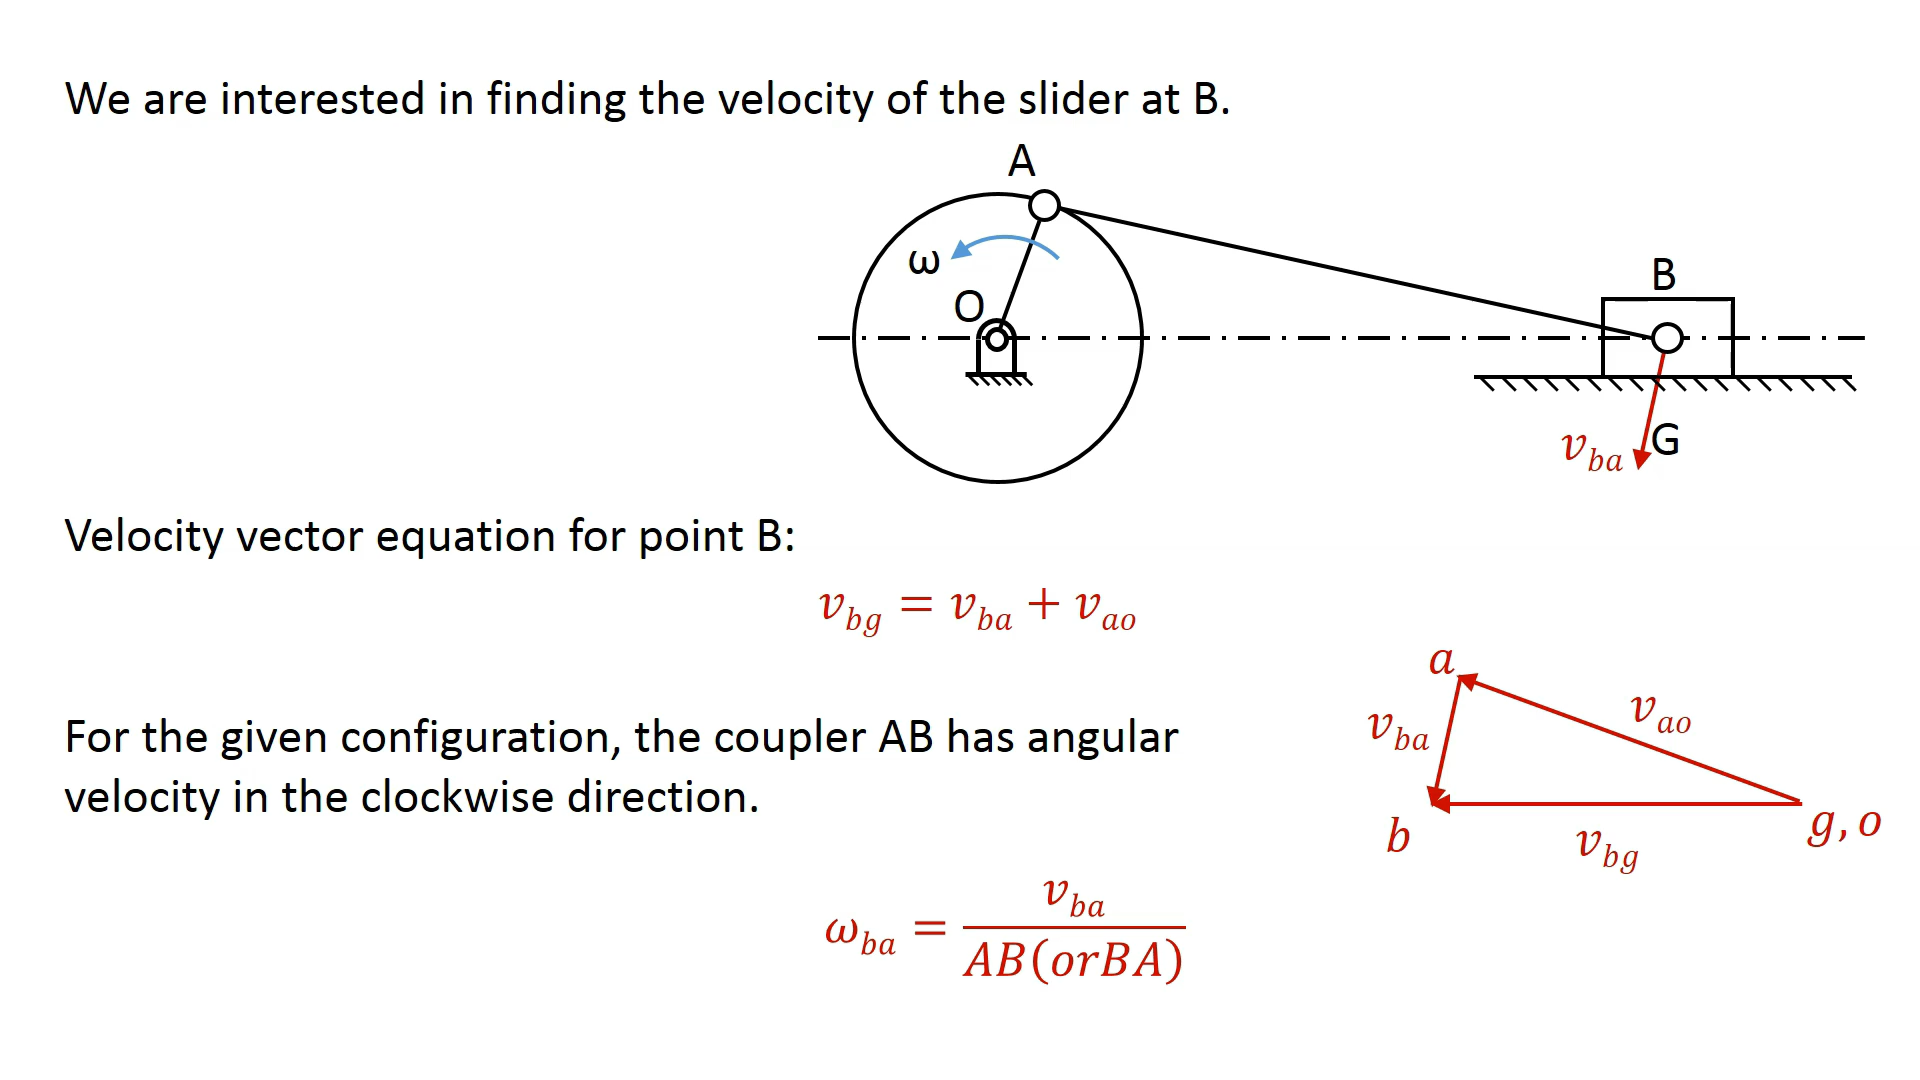 We are interested in finding the velocity of the slider at B.
A
ω
O
B
G
v_ba
Velocity vector equation for point B:
v_bg = v_ba + v_ao
a
v_ao
v_ba
For the given configuration, the coupler AB has angular
velocity in the clockwise direction.
b
v_bg
g, o
ω_ba = v_ba / AB(orBA)